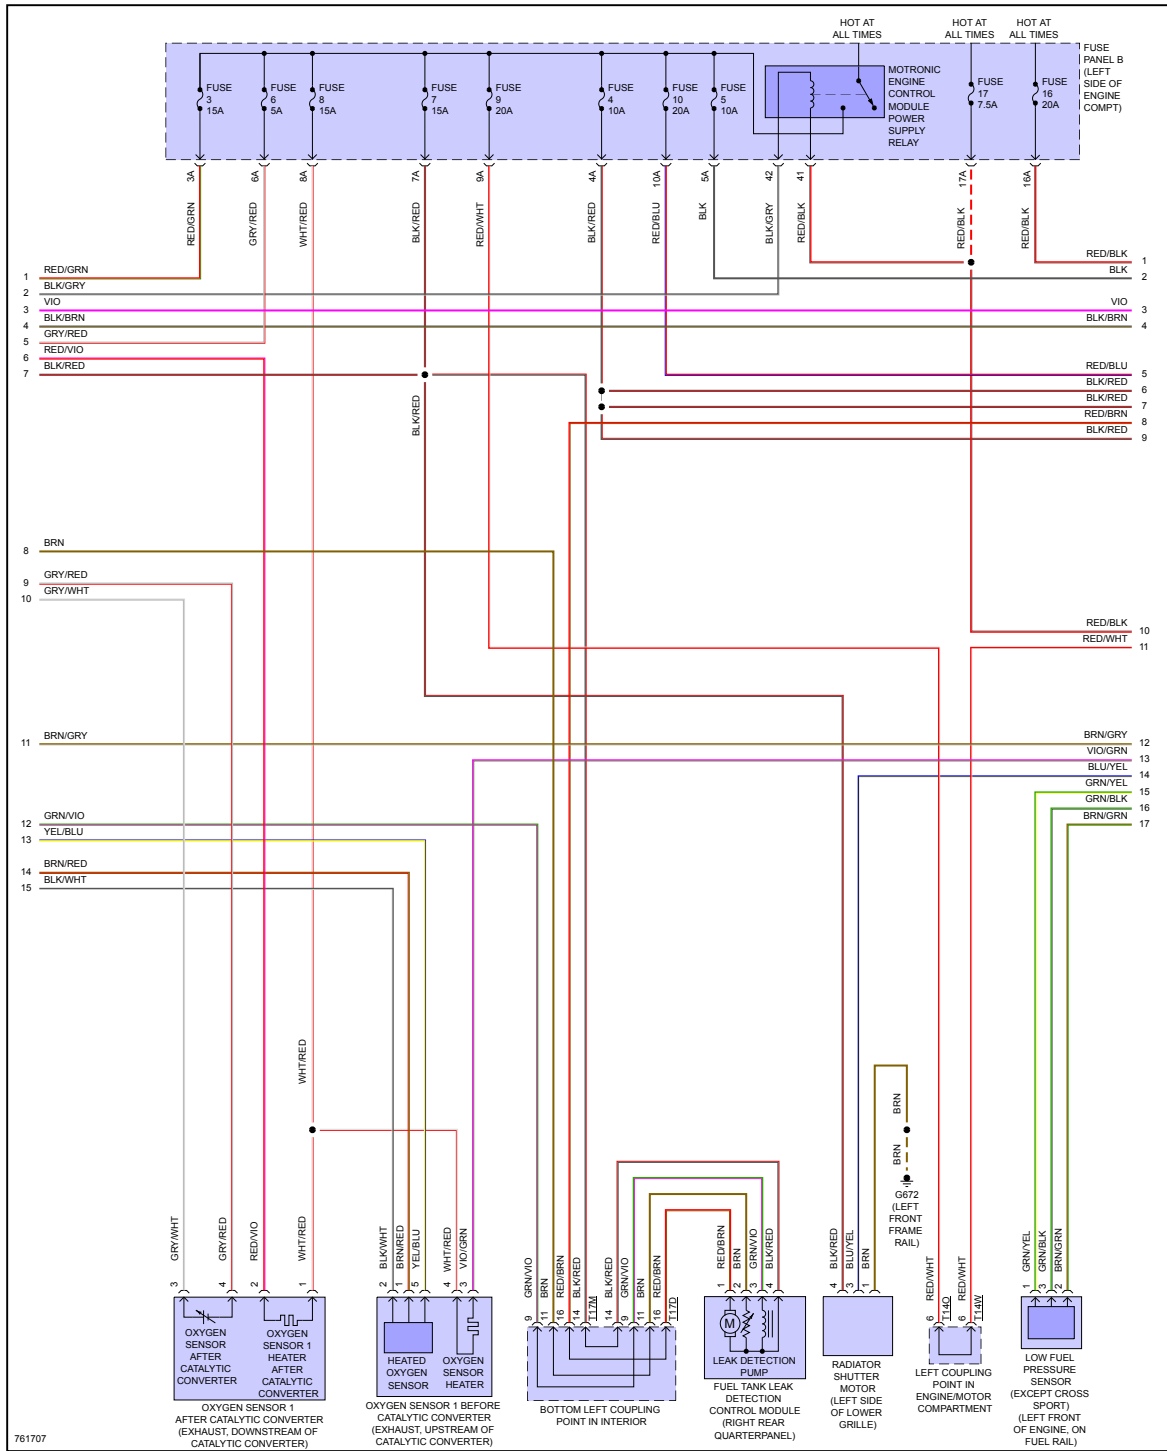 HOT AT
ALL TIMES
HOT AT
ALL TIMES
HOT AT
ALL TIMES
FUSE
PANEL B
(LEFT
SIDE OF
ENGINE
COMPT)
FUSE
3
15A
FUSE
6
5A
FUSE
8
15A
FUSE
7
15A
FUSE
9
20A
FUSE
4
10A
FUSE
10
20A
FUSE
5
10A
MOTRONIC
ENGINE
CONTROL
MODULE
POWER
SUPPLY
RELAY
FUSE
17
7.5A
FUSE
16
20A
3A
6A
8A
7A
9A
4A
10A
5A
42
41
17A
16A
RED/GRN
GRY/RED
WHT/RED
BLK/RED
RED/WHT
BLK/RED
RED/BLU
BLK
BLK/GRY
RED/BLK
RED/BLK
RED/BLK
1 RED/GRN
2 BLK/GRY
3 VIO
4 BLK/BRN
5 GRY/RED
6 RED/VIO
7 BLK/RED
RED/BLK 1
BLK 2
VIO 3
BLK/BRN 4
RED/BLU 5
BLK/RED 6
BLK/RED 7
RED/BRN 8
BLK/RED 9
BLK/RED
8 BRN
9 GRY/RED
10 GRY/WHT
RED/BLK 10
RED/WHT 11
11 BRN/GRY
BRN/GRY 12
VIO/GRN 13
BLU/YEL 14
GRN/YEL 15
GRN/BLK 16
BRN/GRN 17
12 GRN/VIO
13 YEL/BLU
14 BRN/RED
15 BLK/WHT
WHT/RED
BRN
BRN
G672
(LEFT
FRONT
FRAME
RAIL)
GRY/WHT
GRY/RED
RED/VIO
WHT/RED
BLK/WHT
BRN/RED
YEL/BLU
WHT/RED
VIO/GRN
GRN/VIO
BRN
RED/BRN
BLK/RED
BLK/RED
GRN/VIO
BRN
RED/BRN
RED/BRN
BRN
GRN/VIO
BLK/RED
BLK/RED
BLU/YEL
BRN
RED/WHT
RED/WHT
GRN/YEL
GRN/BLK
BRN/GRN
3
4
2
1
2
1
5
4
3
9
11
16
14
T17M
14
9
11
16
T17D
1
2
3
4
4
3
1
6
T14O
6
T14W
1
3
2
OXYGEN
SENSOR
AFTER
CATALYTIC
CONVERTER
OXYGEN
SENSOR 1
HEATER
AFTER
CATALYTIC
CONVERTER
OXYGEN SENSOR 1
AFTER CATALYTIC CONVERTER
(EXHAUST, DOWNSTREAM OF
CATALYTIC CONVERTER)
HEATED
OXYGEN
SENSOR
OXYGEN
SENSOR
HEATER
OXYGEN SENSOR 1 BEFORE
CATALYTIC CONVERTER
(EXHAUST, UPSTREAM OF
CATALYTIC CONVERTER)
BOTTOM LEFT COUPLING
POINT IN INTERIOR
M
LEAK DETECTION
PUMP
FUEL TANK LEAK
DETECTION
CONTROL MODULE
(RIGHT REAR
QUARTERPANEL)
RADIATOR
SHUTTER
MOTOR
(LEFT SIDE
OF LOWER
GRILLE)
LEFT COUPLING
POINT IN
ENGINE/MOTOR
COMPARTMENT
LOW FUEL
PRESSURE
SENSOR
(EXCEPT CROSS
SPORT)
(LEFT FRONT
OF ENGINE, ON
FUEL RAIL)
761707